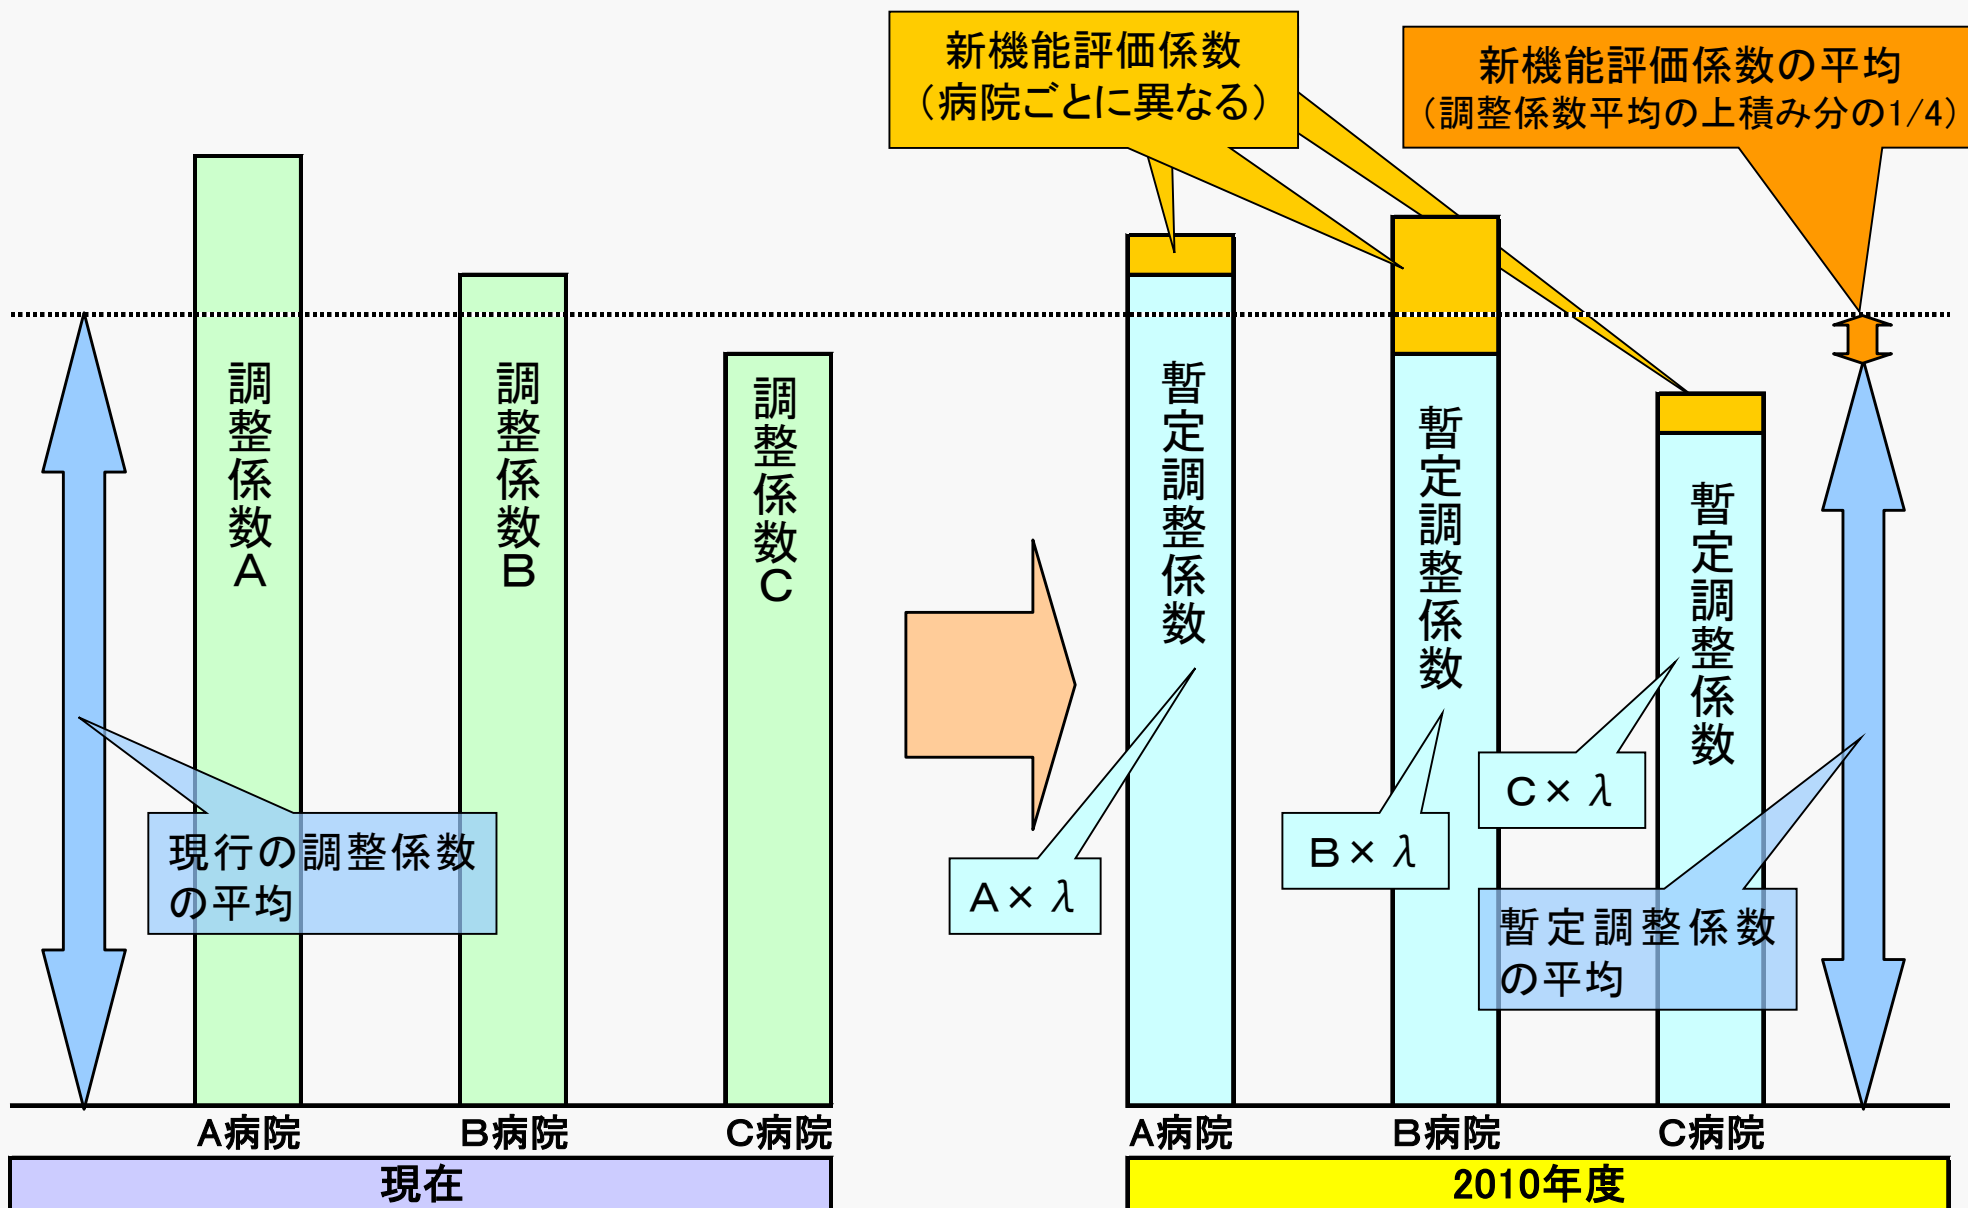 新機能評価係数
（病院ごとに異なる）
新機能評価係数の平均
（調整係数平均の上積み分の1/4）
調整係数A
調整係数B
調整係数C
現行の調整係数
の平均
暫定調整係数
暫定調整係数
暫定調整係数
A× λ
B× λ
C× λ
暫定調整係数
の平均
A病院
B病院
C病院
現在
A病院
B病院
C病院
2010年度